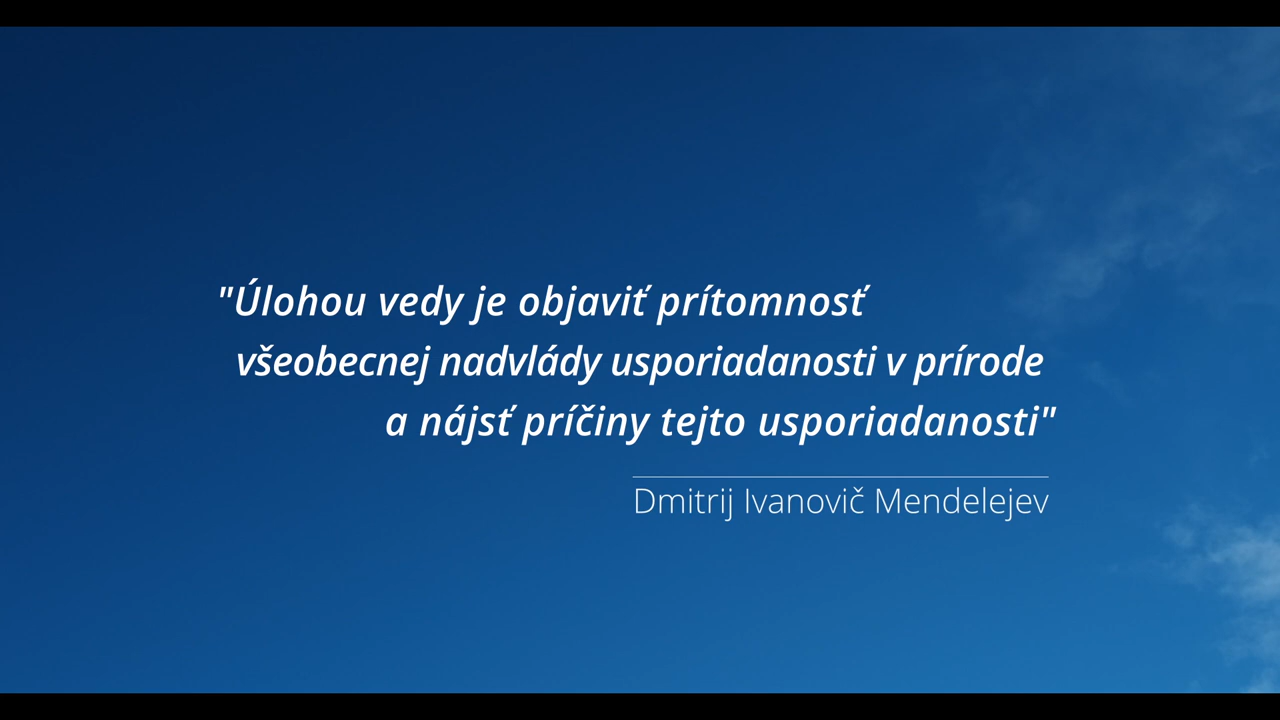 "Úlohou vedy je objaviť prítomnosť
všeobecnej nadvlády usporiadanosti v prírode
a nájsť príčiny tejto usporiadanosti"
Dmitrij Ivanovič Mendelejev